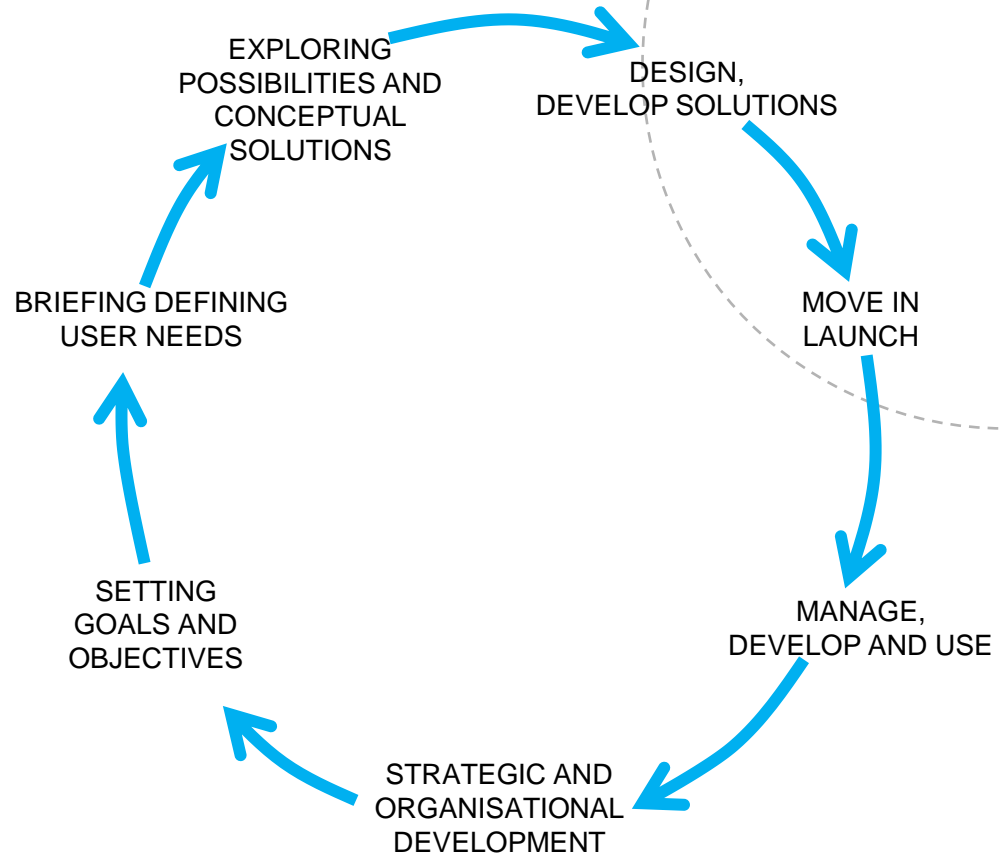 EXPLORING
POSSIBILITIES AND
CONCEPTUAL
SOLUTIONS
DESIGN,
DEVELOP SOLUTIONS
MOVE IN
LAUNCH
MANAGE,
DEVELOP AND USE
STRATEGIC AND
ORGANISATIONAL
DEVELOPMENT
SETTING
GOALS AND
OBJECTIVES
BRIEFING DEFINING
USER NEEDS